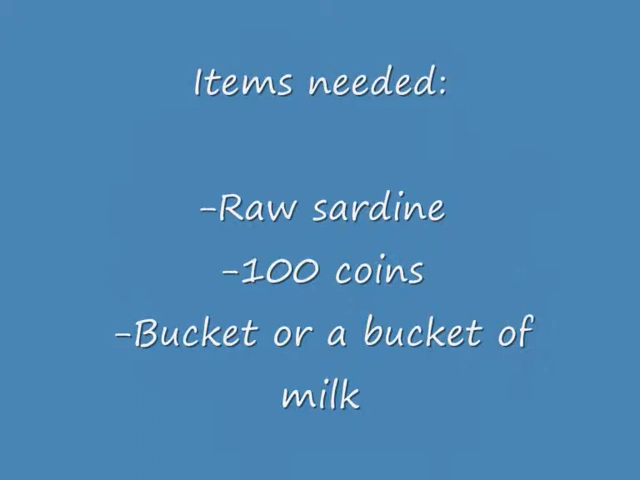 Items needed:
-Raw sardine
-100 coins
-Bucket or a bucket of
milk